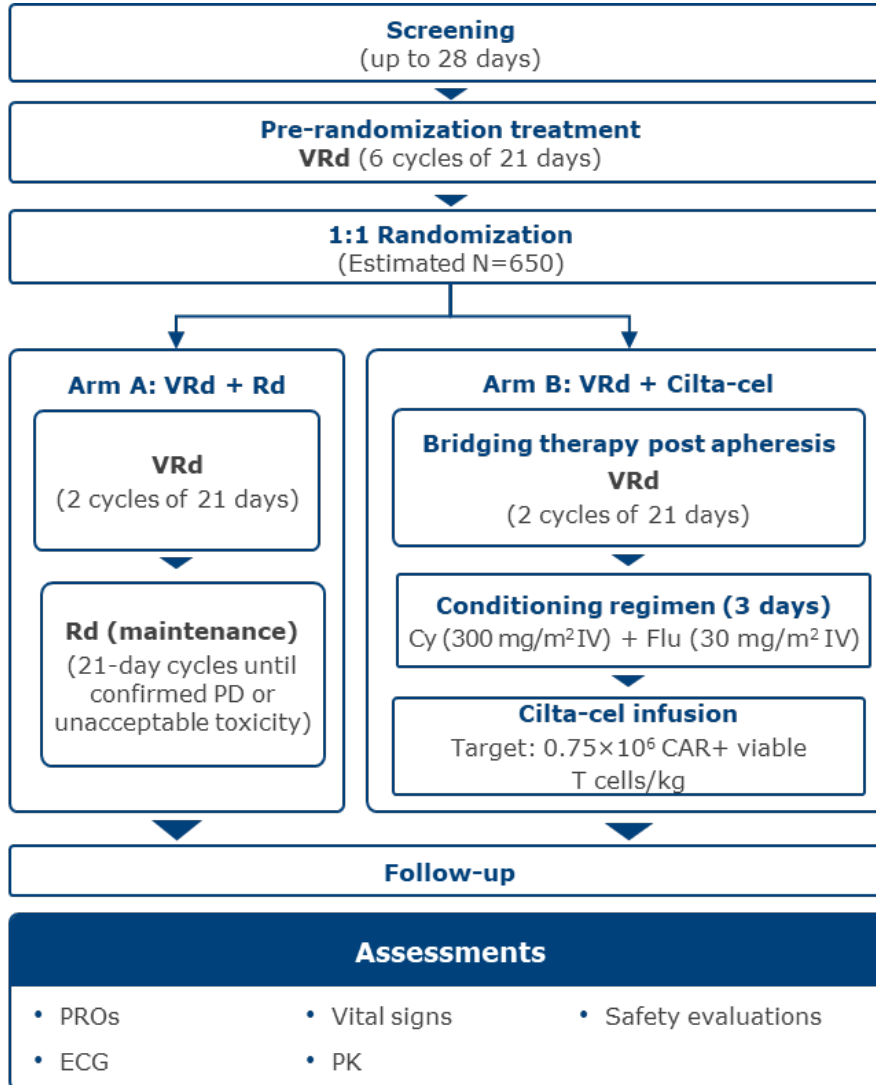 Screening
(up to 28 days)
Pre-randomization treatment
VRd (6 cycles of 21 days)
1:1 Randomization
(Estimated N=650)
Arm A: VRd + Rd
VRd
(2 cycles of 21 days)
Rd (maintenance)
(21-day cycles until
confirmed PD or
unacceptable toxicity)
Arm B: VRd + Cilta-cel
Bridging therapy post apheresis
VRd
(2 cycles of 21 days)
Conditioning regimen (3 days)
Cy (300 mg/m² IV) + Flu (30 mg/m² IV)
Cilta-cel infusion
Target: 0.75×10⁶ CAR+ viable
T cells/kg
Follow-up
Assessments
• PROs
• ECG
• Vital signs
• PK
• Safety evaluations